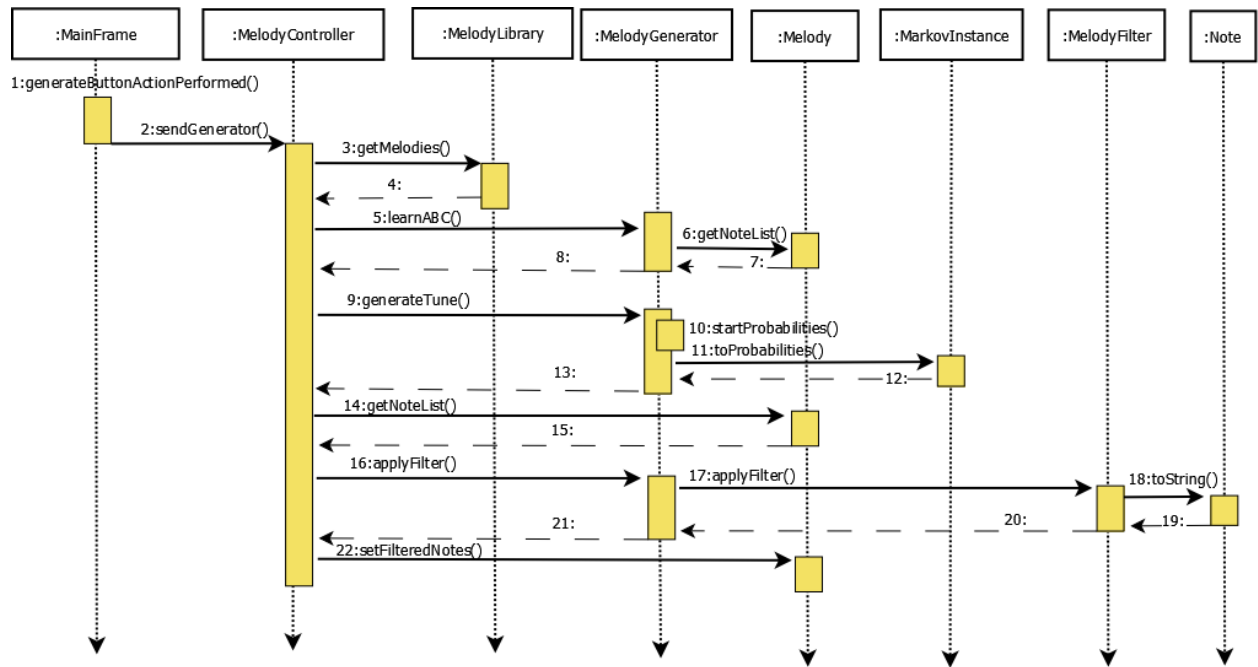 :MainFrame
:MelodyController
:MelodyLibrary
:MelodyGenerator
:Melody
:MarkovInstance
:MelodyFilter
:Note
1:generateButtonActionPerformed()
2:sendGenerator()
3:getMelodies()
4:
5:learnABC()
6:getNoteList()
7:
8:
9:generateTune()
10:startProbabilities()
11:toProbabilities()
12:
13:
14:getNoteList()
15:
16:applyFilter()
17:applyFilter()
18:toString()
19:
20:
21:
22:setFilteredNotes()